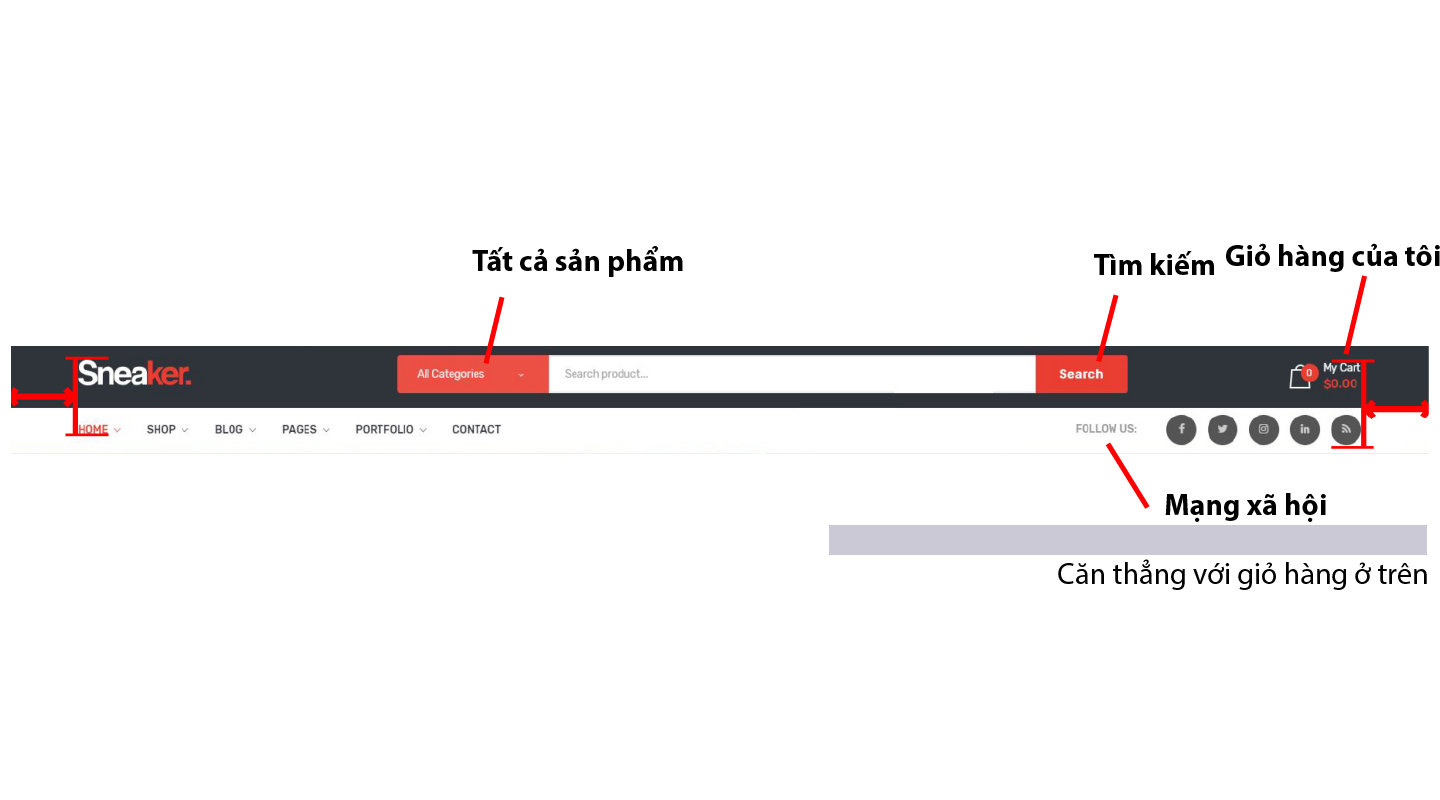 Tất cả sản phẩm
Tìm kiếm
Giỏ hàng của tôi
Sneaker.
All Categories
Search product...
Search
0
My Cart
$0.00
HOME
SHOP
BLOG
PAGES
PORTFOLIO
CONTACT
FOLLOW US:
Mạng xã hội
Căn thẳng với giỏ hàng ở trên